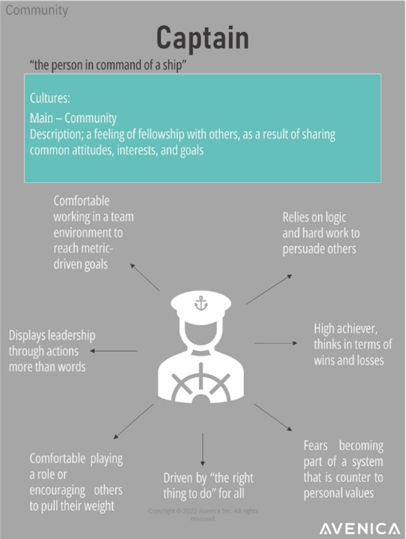 Community
Captain
“the person in command of a ship”
Cultures:
Main – Community
Description; a feeling of fellowship with others, as a result of sharing
common attitudes, interests, and goals
Comfortable
working in a team
environment to
reach metric-
driven goals
Relies on logic
and hard work to
persuade others
Displays leadership
through actions
more than words
High achiever,
thinks in terms of
wins and losses
Comfortable playing
a role or
encouraging others
to pull their weight
Driven by “the right
thing to do” for all
Fears becoming
part of a system
that is counter to
personal values
Copyright © 2022 Avenica Inc. All rights
reserved.
AVENICA